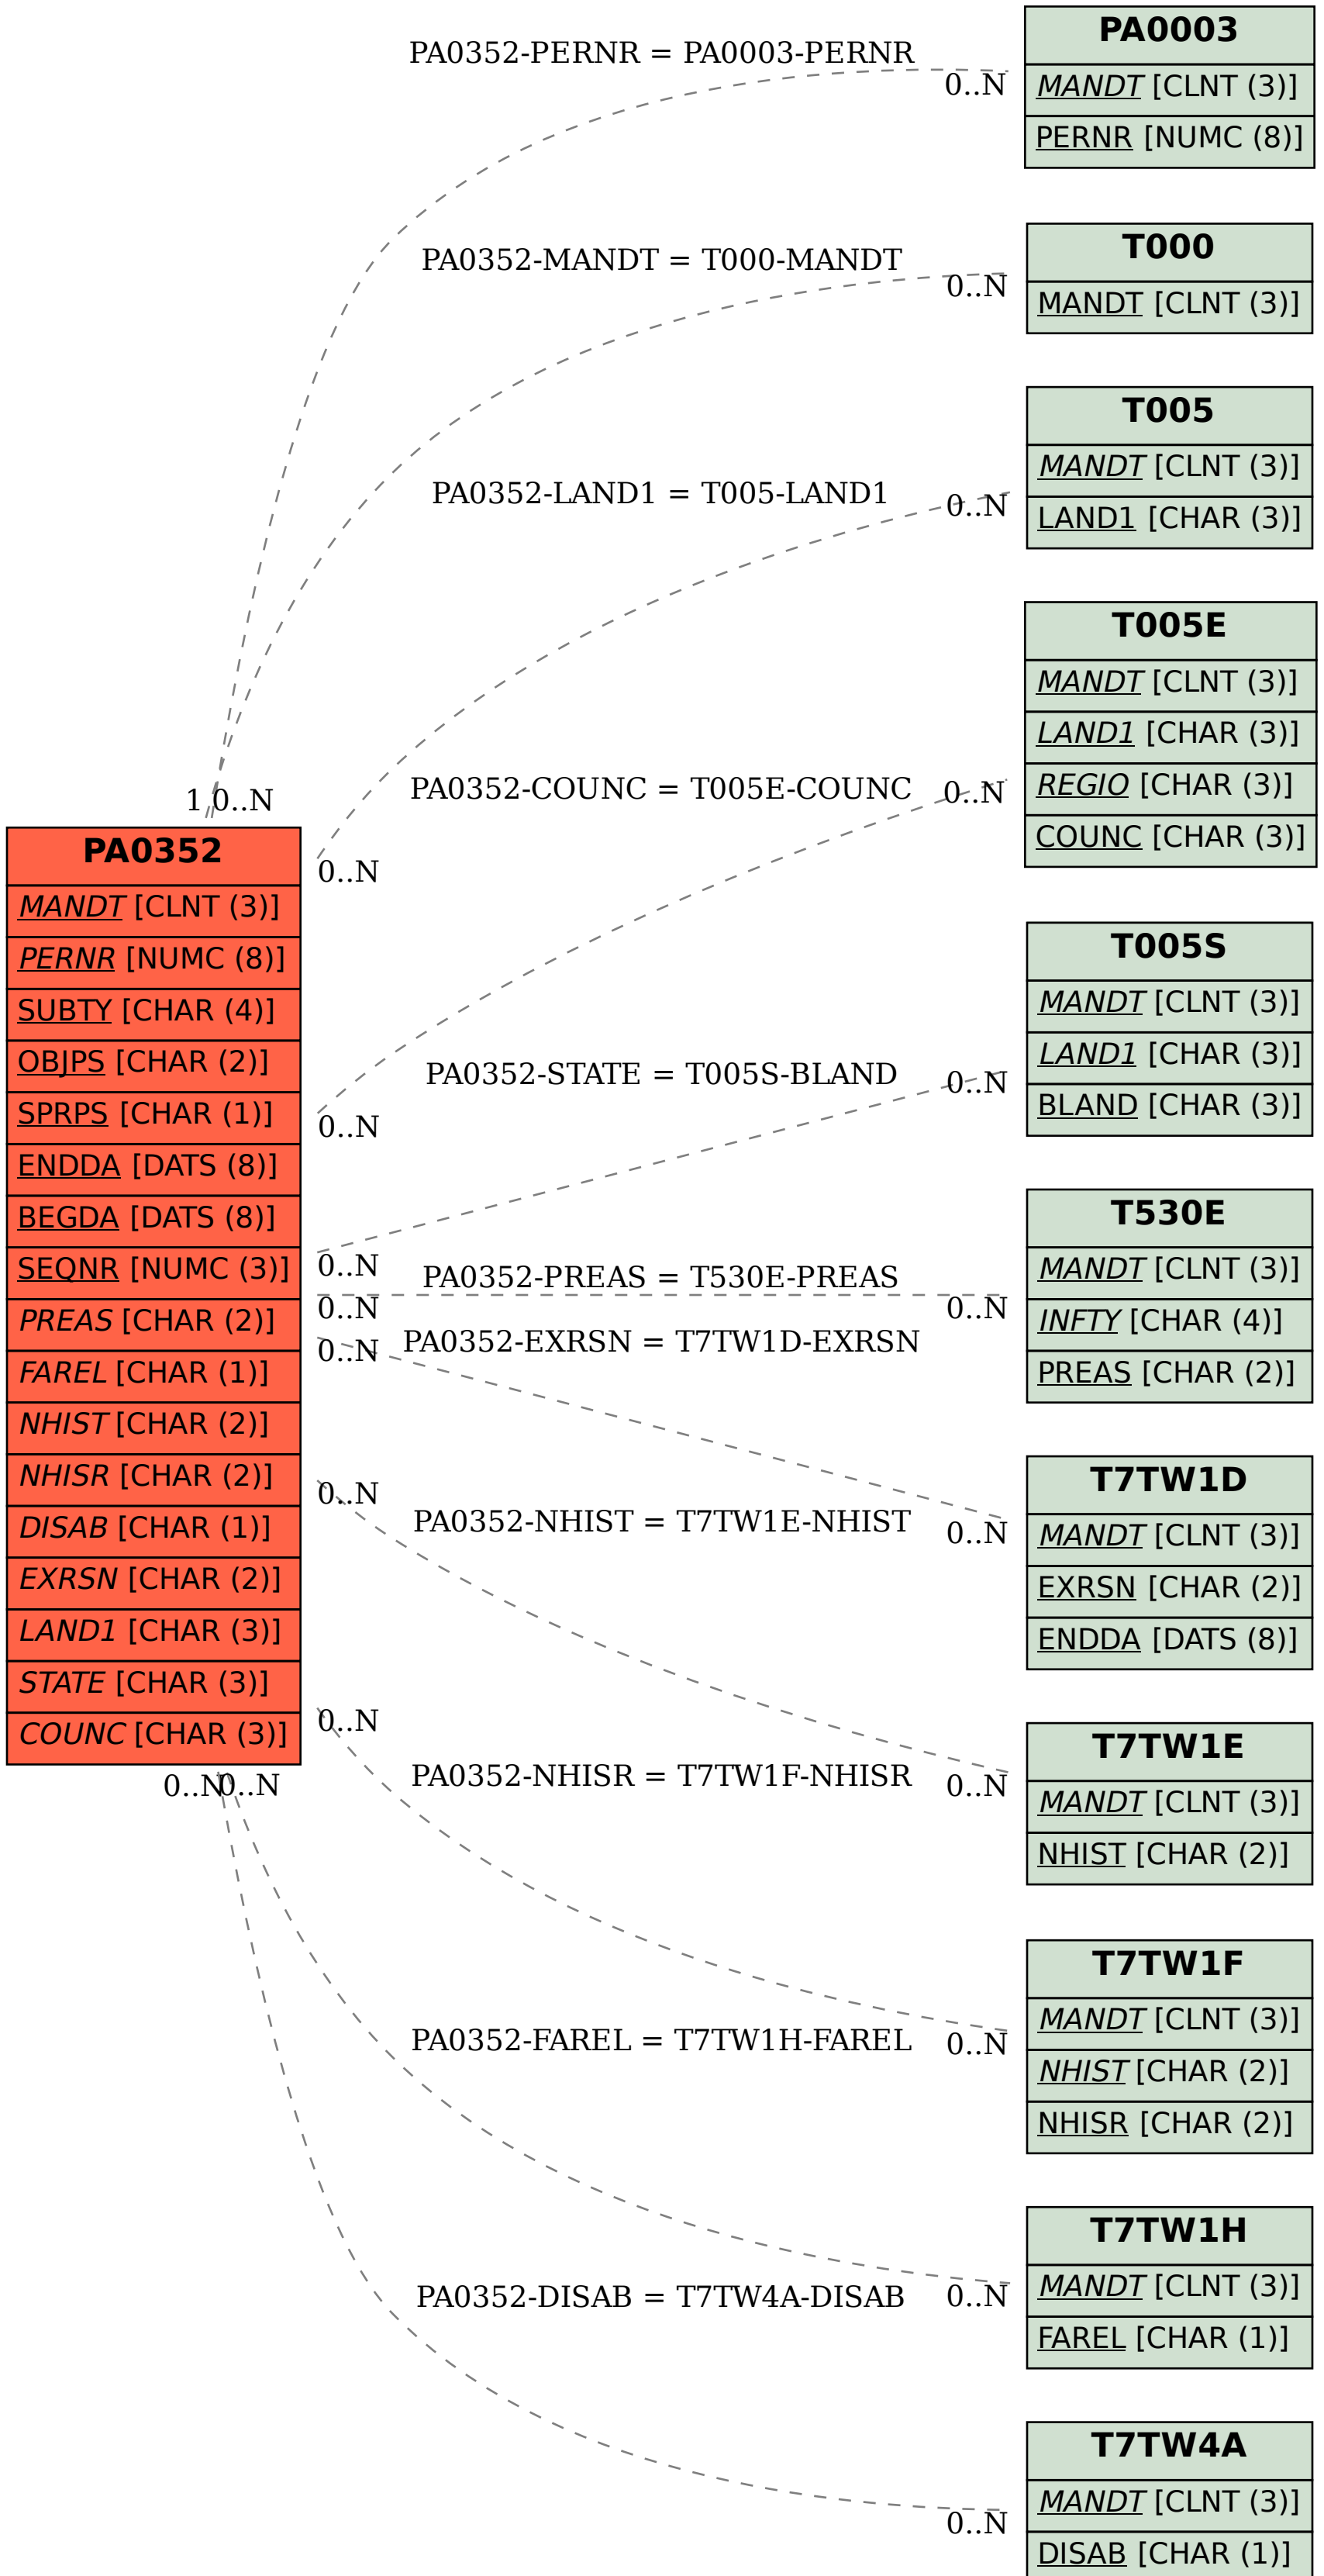 PA0003
MANDT [CLNT (3)]
PERNR [NUMC (8)]
PA0352-PERNR = PA0003-PERNR
0..N
T000
MANDT [CLNT (3)]
PA0352-MANDT = T000-MANDT
0..N
T005
MANDT [CLNT (3)]
LAND1 [CHAR (3)]
PA0352-LAND1 = T005-LAND1
0..N
T005E
MANDT [CLNT (3)]
LAND1 [CHAR (3)]
REGIO [CHAR (3)]
COUNC [CHAR (3)]
PA0352-COUNC = T005E-COUNC
0..N
1 0..N
PA0352
MANDT [CLNT (3)]
PERNR [NUMC (8)]
SUBTY [CHAR (4)]
OBJPS [CHAR (2)]
SPRPS [CHAR (1)]
ENDDA [DATS (8)]
BEGDA [DATS (8)]
SEQNR [NUMC (3)]
PREAS [CHAR (2)]
FAREL [CHAR (1)]
NHIST [CHAR (2)]
NHISR [CHAR (2)]
DISAB [CHAR (1)]
EXRSN [CHAR (2)]
LAND1 [CHAR (3)]
STATE [CHAR (3)]
COUNC [CHAR (3)]
0..N
0..N
0..N
0..N
0..N
0..N
0..N
0..N 0..N
T005S
MANDT [CLNT (3)]
LAND1 [CHAR (3)]
BLAND [CHAR (3)]
PA0352-STATE = T005S-BLAND
0..N
T530E
MANDT [CLNT (3)]
INFTY [CHAR (4)]
PREAS [CHAR (2)]
PA0352-PREAS = T530E-PREAS
0..N
PA0352-EXRSN = T7TW1D-EXRSN
T7TW1D
MANDT [CLNT (3)]
EXRSN [CHAR (2)]
ENDDA [DATS (8)]
0..N
PA0352-NHIST = T7TW1E-NHIST
T7TW1E
MANDT [CLNT (3)]
NHIST [CHAR (2)]
0..N
PA0352-NHISR = T7TW1F-NHISR
T7TW1F
MANDT [CLNT (3)]
NHIST [CHAR (2)]
NHISR [CHAR (2)]
0..N
PA0352-FAREL = T7TW1H-FAREL
T7TW1H
MANDT [CLNT (3)]
FAREL [CHAR (1)]
0..N
PA0352-DISAB = T7TW4A-DISAB
T7TW4A
MANDT [CLNT (3)]
DISAB [CHAR (1)]
0..N